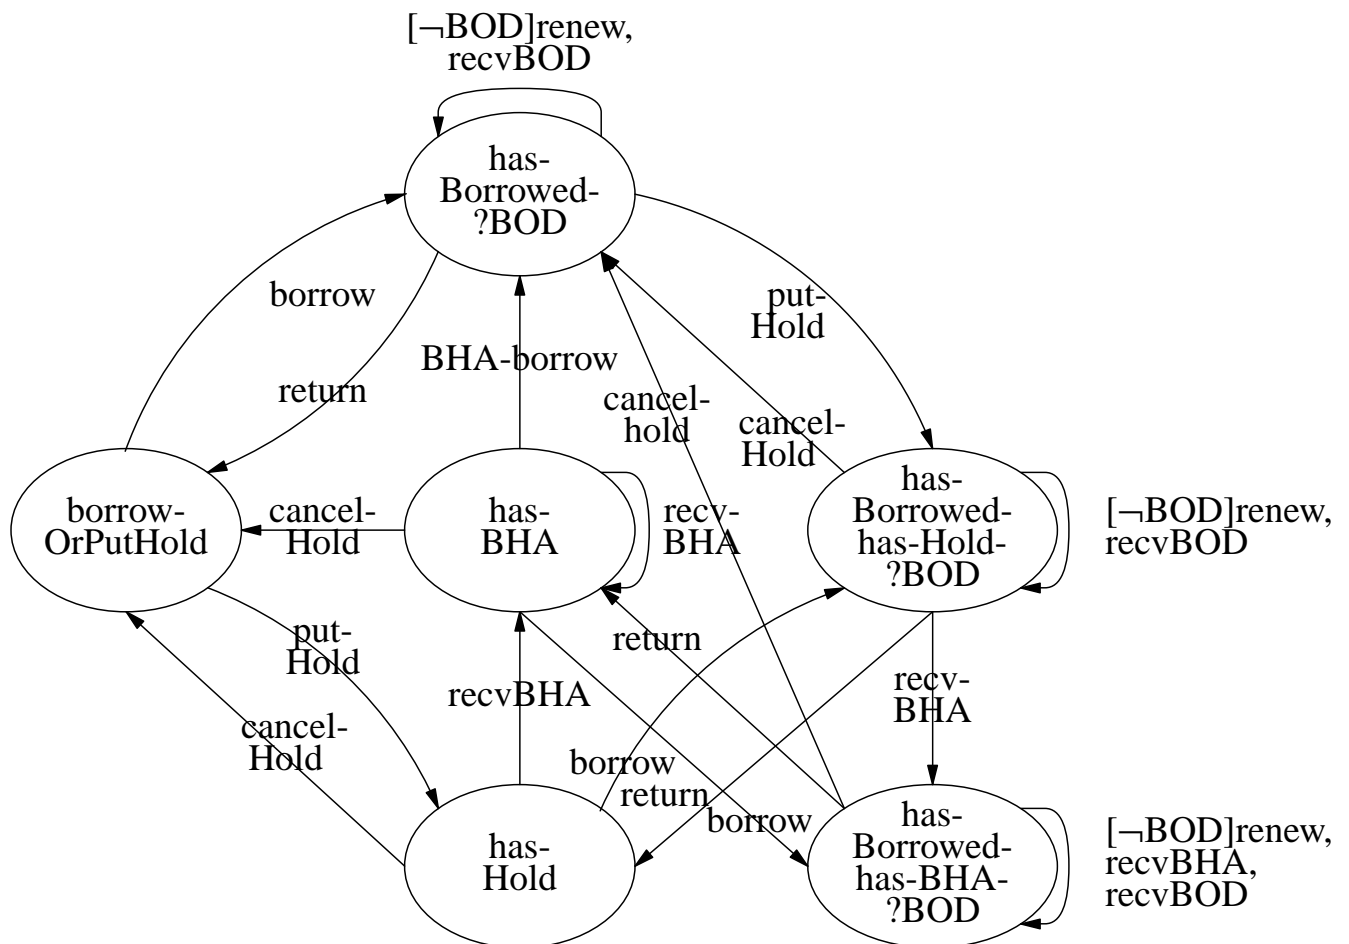 [¬BOD]renew,
recvBOD
has-
Borrowed-
?BOD
borrow
put-
Hold
BHA-borrow
return
cancel-
hold
cancel-
Hold
borrow-
OrPutHold
cancel-
Hold
has-
BHA
recv-
BHA
has-
Borrowed-
has-Hold-
?BOD
[¬BOD]renew,
recvBOD
put-
Hold
return
recvBHA
recv-
BHA
cancel-
Hold
borrow
return
borrow
has-
Hold
has-
Borrowed-
has-BHA-
?BOD
[¬BOD]renew,
recvBHA,
recvBOD